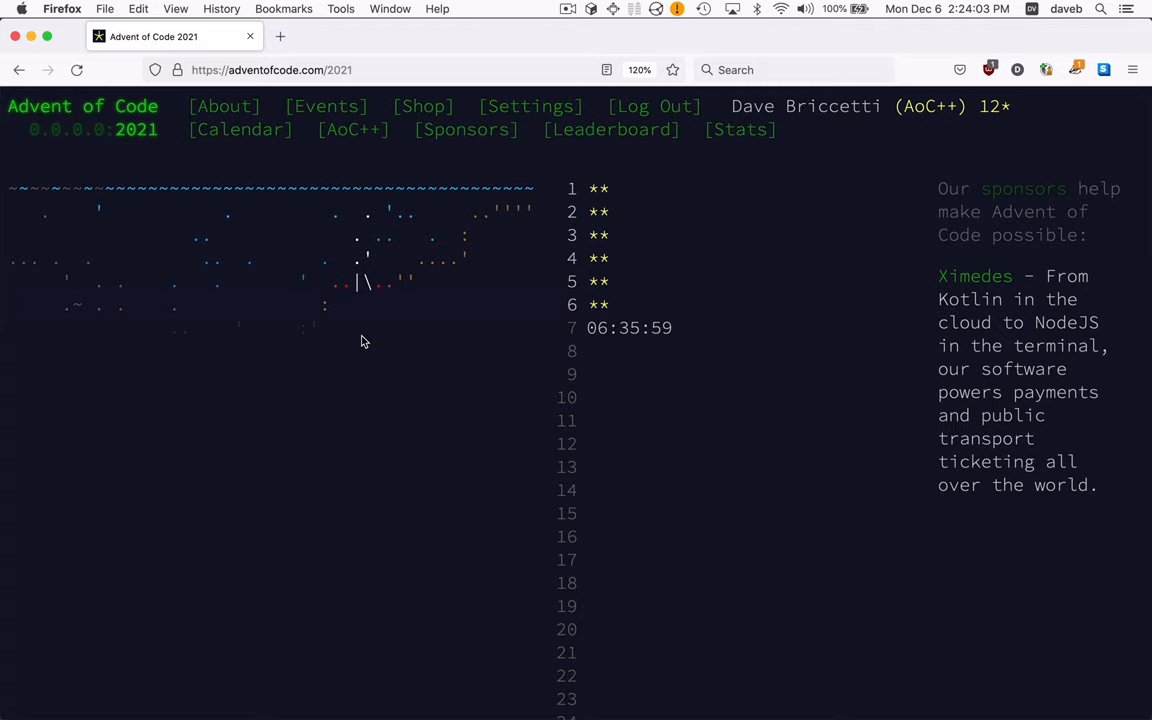 Firefox File Edit View History Bookmarks Tools Window Help 100% Mon Dec 6 2:24:03 PM DV daveb
Advent of Code 2021
https://adventofcode.com/2021 120% Search
Advent of Code [About] [Events] [Shop] [Settings] [Log Out] Dave Briccetti (AoC++) 12*
0.0.0.0:2021 [Calendar] [AoC++] [Sponsors] [Leaderboard] [Stats]
1 **
2 **
3 **
4 **
5 **
6 **
7 06:35:59
8
9
10
11
12
13
14
15
16
17
18
19
20
21
22
23
Our sponsors help
make Advent of
Code possible:
Ximedes - From
Kotlin in the
cloud to NodeJS
in the terminal,
our software
powers payments
and public
transport
ticketing all
over the world.